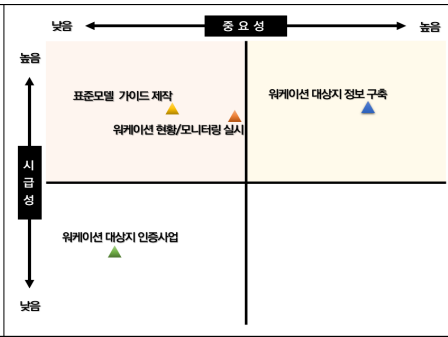 낮음 중요성 높음
높음
표준모델 가이드 제작
워케이션 대상지 정보 구축
워케이션 현황/모니터링 실시
시급성
워케이션 대상지 인증사업
낮음